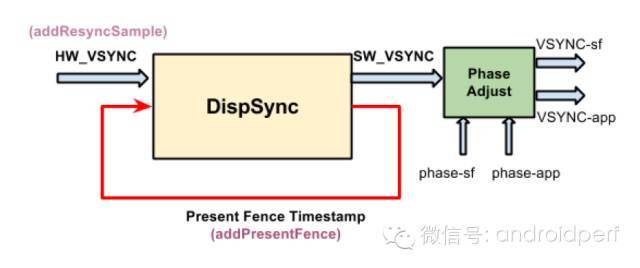 (addResyncSample)
HW_VSYNC
DispSync
SW_VSYNC
Phase
Adjust
VSYNC-sf
VSYNC-app
phase-sf
phase-app
Present Fence Timestamp
(addPresentFence)
微信号: androidperf